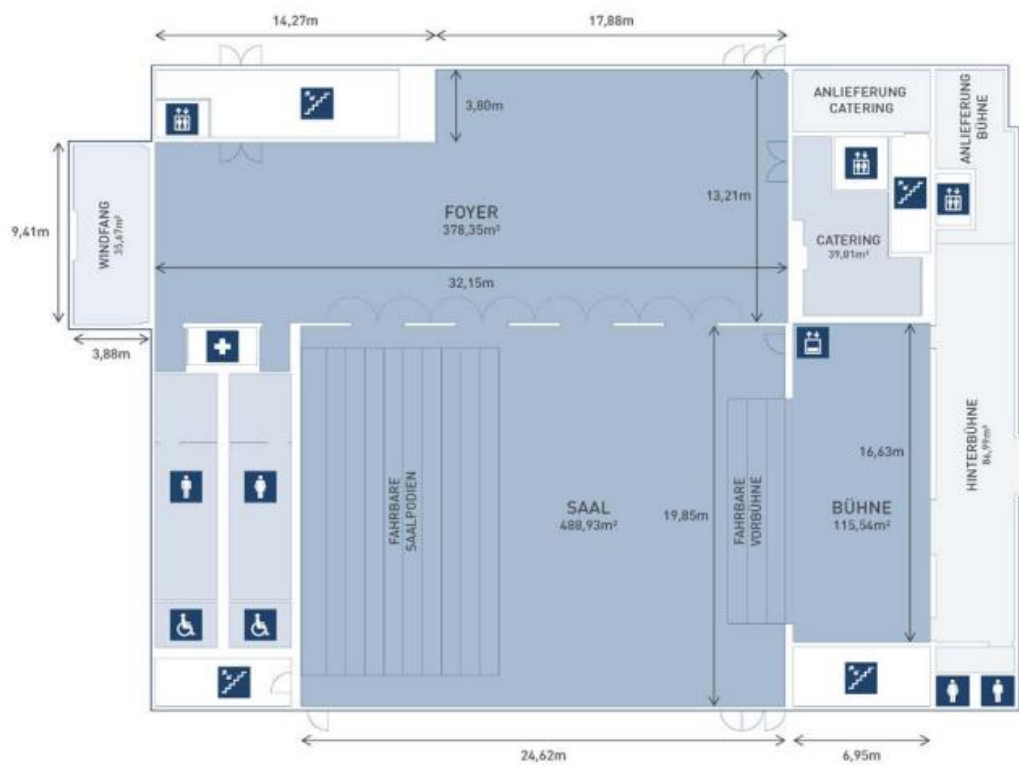 14,27m
17,88m
3,80m
ANLIEFERUNG
CATERING
ANLIEFERUNG
BÜHNE
9,41m
WINDFANG
35,67m²
FOYER
378,35m²
13,21m
CATERING
39,01m²
32,15m
3,88m
FAHRBARE
SAALPODIEN
SAAL
488,93m²
19,85m
FAHRBARE
VORBÜHNE
16,63m
BÜHNE
115,54m²
HINTERBÜHNE
86,99m²
24,62m
6,95m